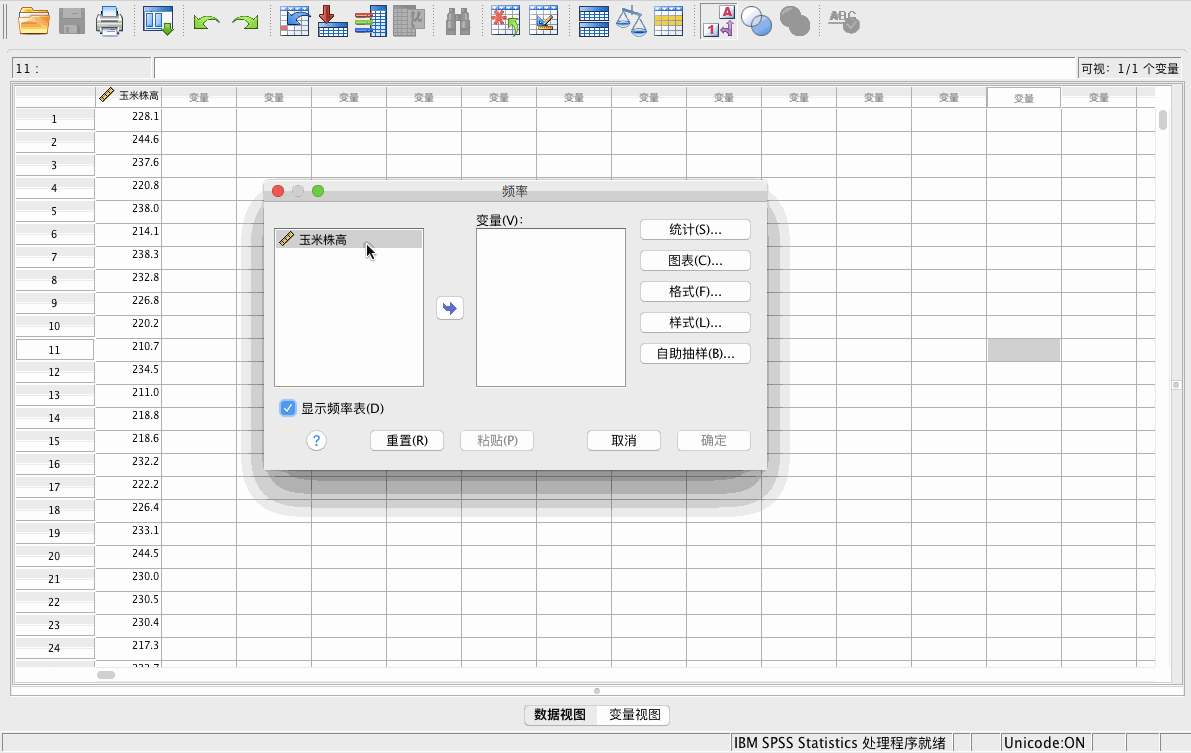 A
1
ABC
11 :
可视: 1/1 个变量
玉米株高 变量 变量 变量 变量 变量 变量 变量 变量 变量 变量 变量 变量 变量
1 228.1
2 244.6
3 237.6
4 220.8
5 238.0
6 214.1
7 238.3
8 232.8
9 226.8
10 220.2
11 210.7
12 234.5
13 211.0
14 218.8
15 218.6
16 232.2
17 222.2
18 226.4
19 233.1
20 244.5
21 230.0
22 230.5
23 230.4
24 217.3
频率
玉米株高
变量(V):
统计(S)...
图表(C)...
格式(F)...
样式(L)...
自助抽样(B)...
显示频率表(D)
?
重置(R)
粘贴(P)
取消
确定
数据视图 变量视图
IBM SPSS Statistics 处理程序就绪
Unicode:ON